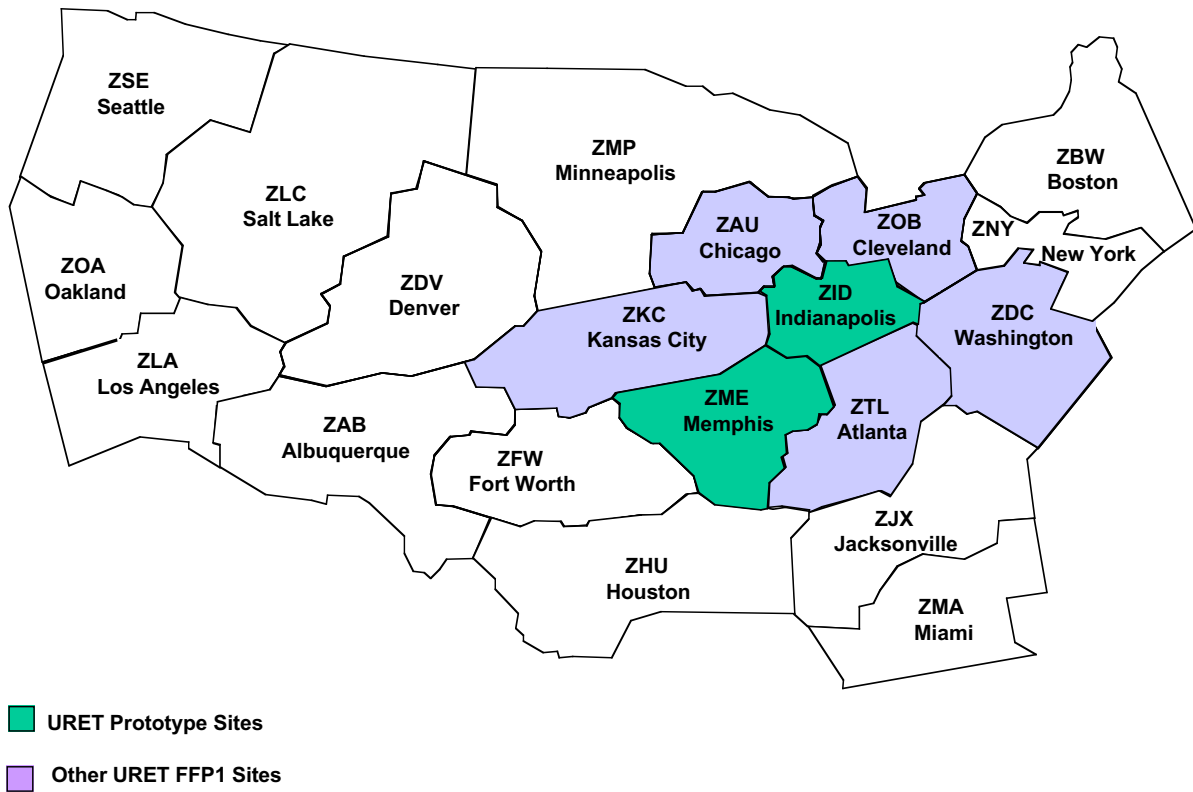 ZSE
Seattle
ZMP
Minneapolis
ZBW
Boston
ZLC
Salt Lake
ZAU
Chicago
ZOB
Cleveland
ZNY
New York
ZOA
Oakland
ZDV
Denver
ZID
Indianapolis
ZKC
Kansas City
ZDC
Washington
ZLA
Los Angeles
ZME
Memphis
ZTL
Atlanta
ZAB
Albuquerque
ZFW
Fort Worth
ZJX
Jacksonville
ZHU
Houston
ZMA
Miami
URET Prototype Sites
Other URET FFP1 Sites